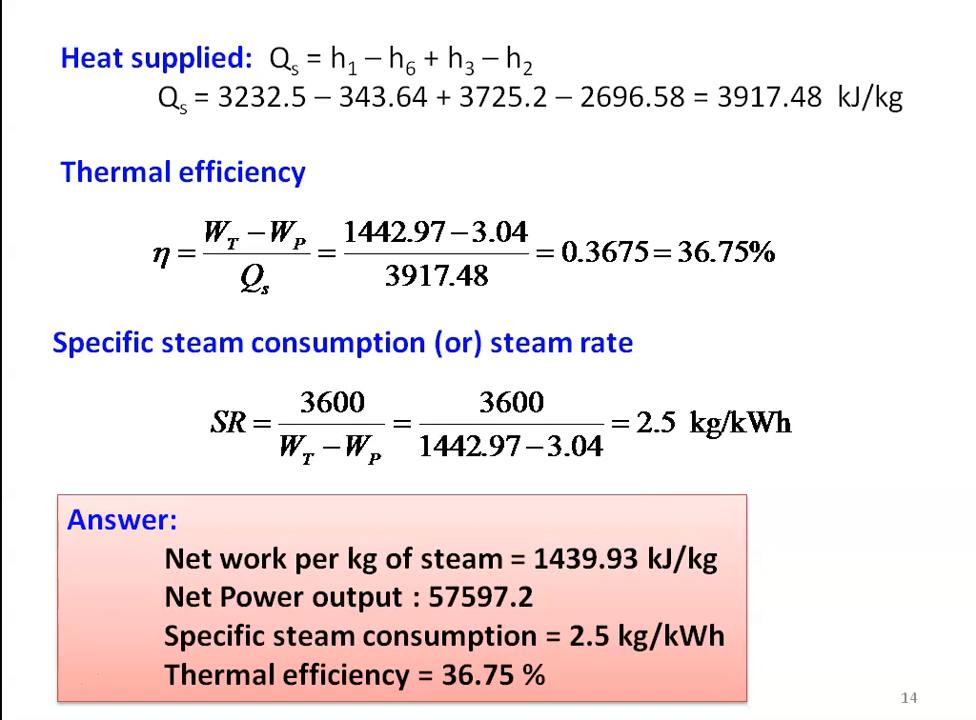 Heat supplied: Qₛ = h₁ – h₆ + h₃ – h₂
Qₛ = 3232.5 – 343.64 + 3725.2 – 2696.58 = 3917.48 kJ/kg
Thermal efficiency
η = (W_T − W_P) / Qₛ = (1442.97 − 3.04) / 3917.48 = 0.3675 = 36.75%
Specific steam consumption (or) steam rate
SR = 3600 / (W_T − W_P) = 3600 / (1442.97 − 3.04) = 2.5 kg/kWh
Answer:
Net work per kg of steam = 1439.93 kJ/kg
Net Power output : 57597.2
Specific steam consumption = 2.5 kg/kWh
Thermal efficiency = 36.75 %
14